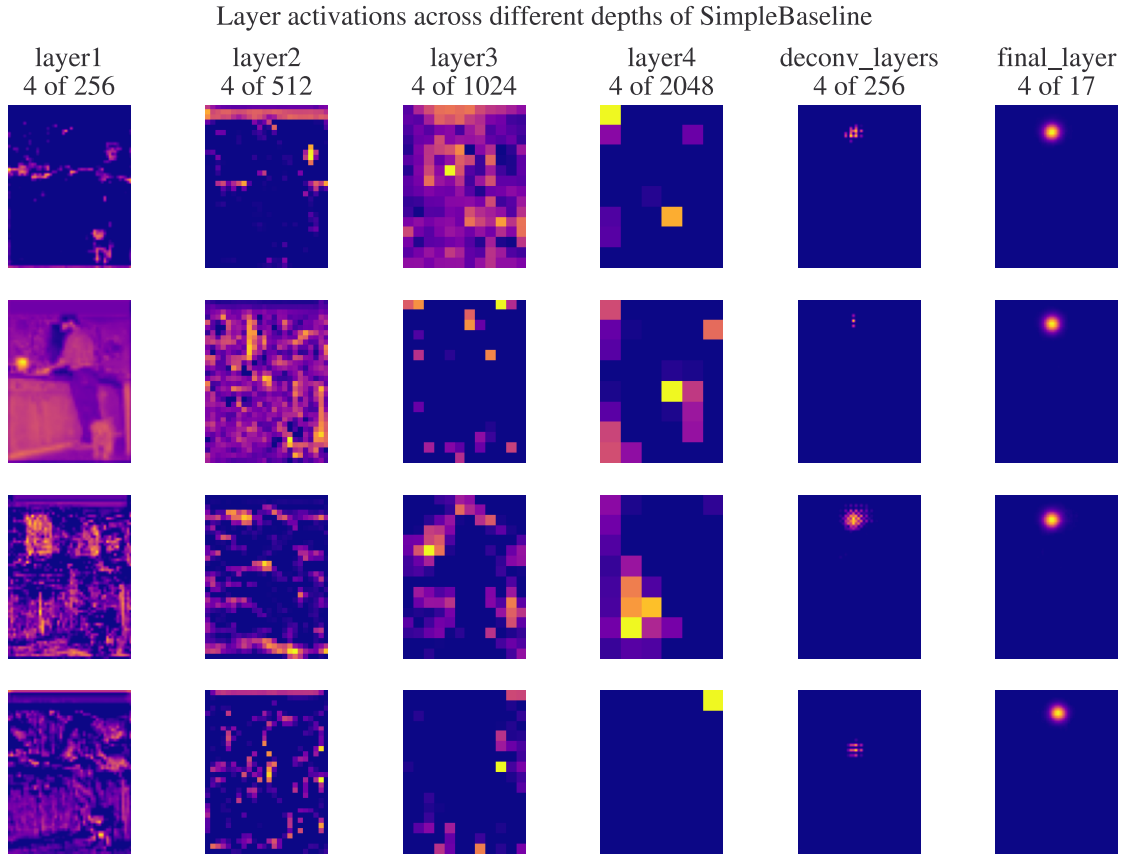 Layer activations across different depths of SimpleBaseline
layer1
4 of 256
layer2
4 of 512
layer3
4 of 1024
layer4
4 of 2048
deconv_layers
4 of 256
final_layer
4 of 17